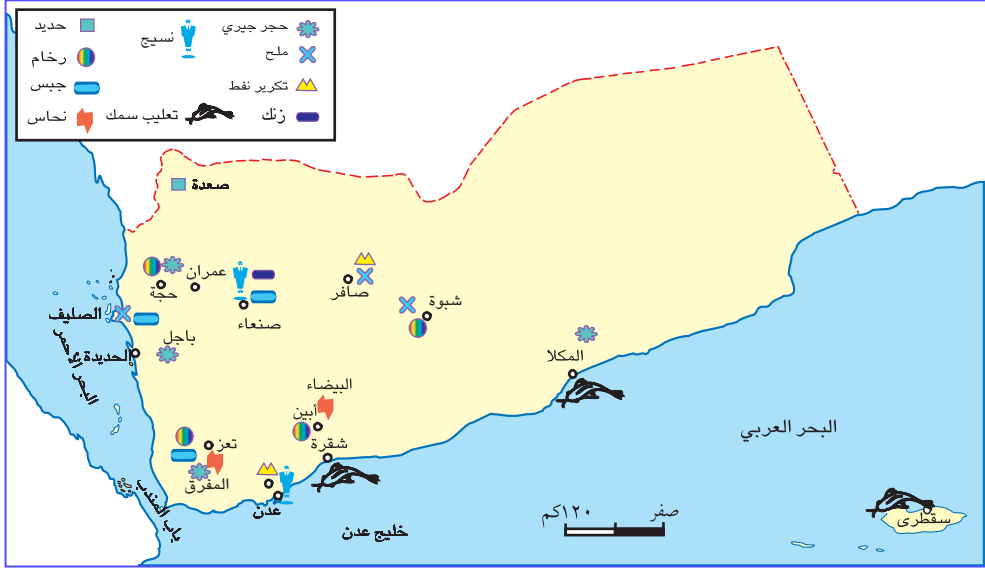 حجر جيري
نسيج
حديد
ملح
رخام
تكرير نفط
جبس
زنك
تعليب سمك
نحاس
صعدة
عمران
حجة
صنعاء
صافر
شبوة
الصليف
باجل
الحديدة
البحر الأحمر
المكلا
البيضاء
أبين
شقرة
تعز
المفرق
باب المندب
عدن
خليج عدن
البحر العربي
صفر ١٢٠كم
سقطرى